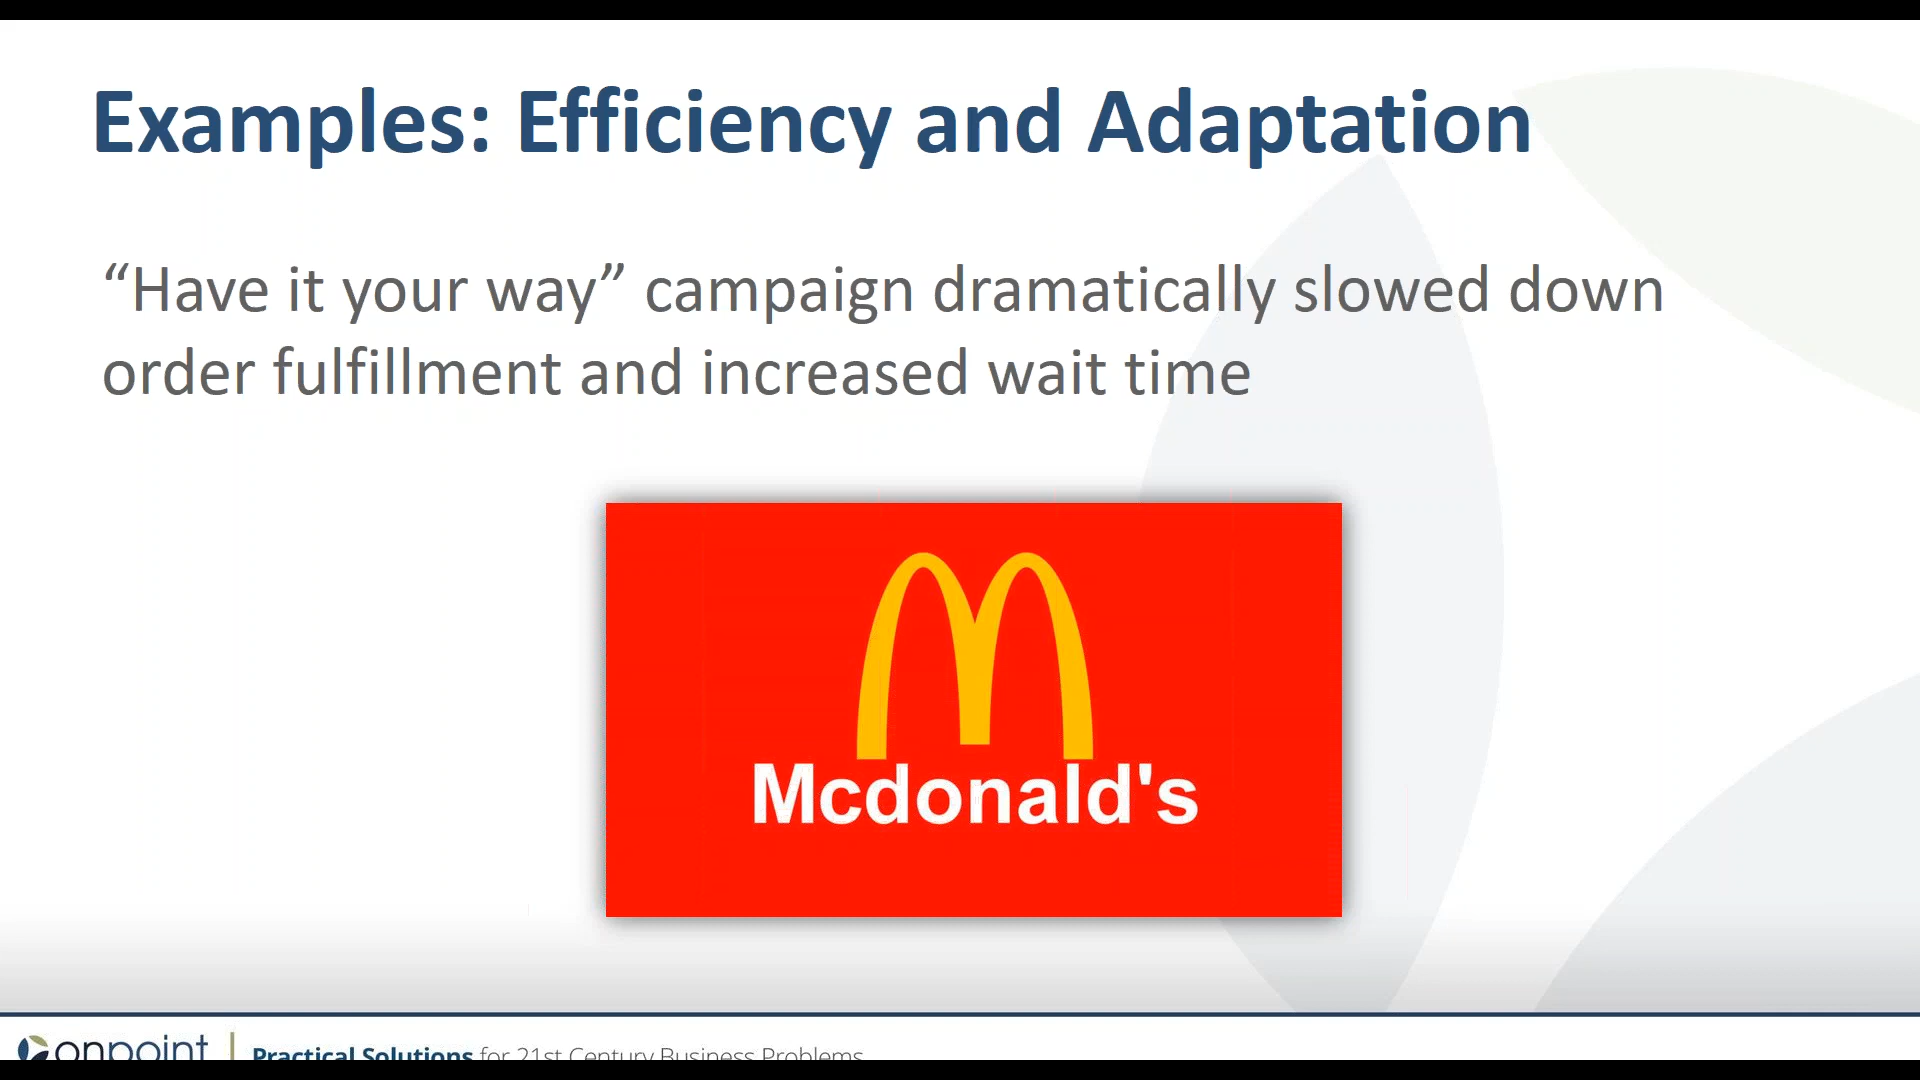 Examples: Efficiency and Adaptation
“Have it your way” campaign dramatically slowed down
order fulfillment and increased wait time
Mcdonald's
onpoint | Practical Solutions for 21st Century Business Problems